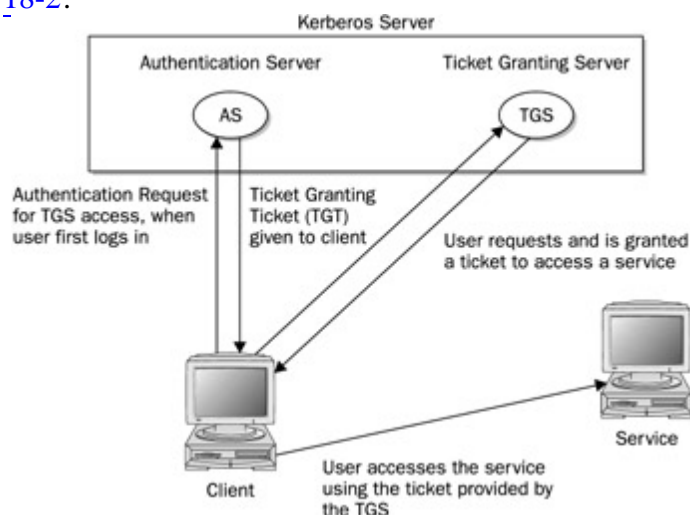 18-2.
Kerberos Server
Authentication Server
Ticket Granting Server
AS
TGS
Authentication Request
for TGS access, when
user first logs in
Ticket Granting
Ticket (TGT)
given to client
User requests and is granted
a ticket to access a service
Service
Client
User accesses the service
using the ticket provided by
the TGS